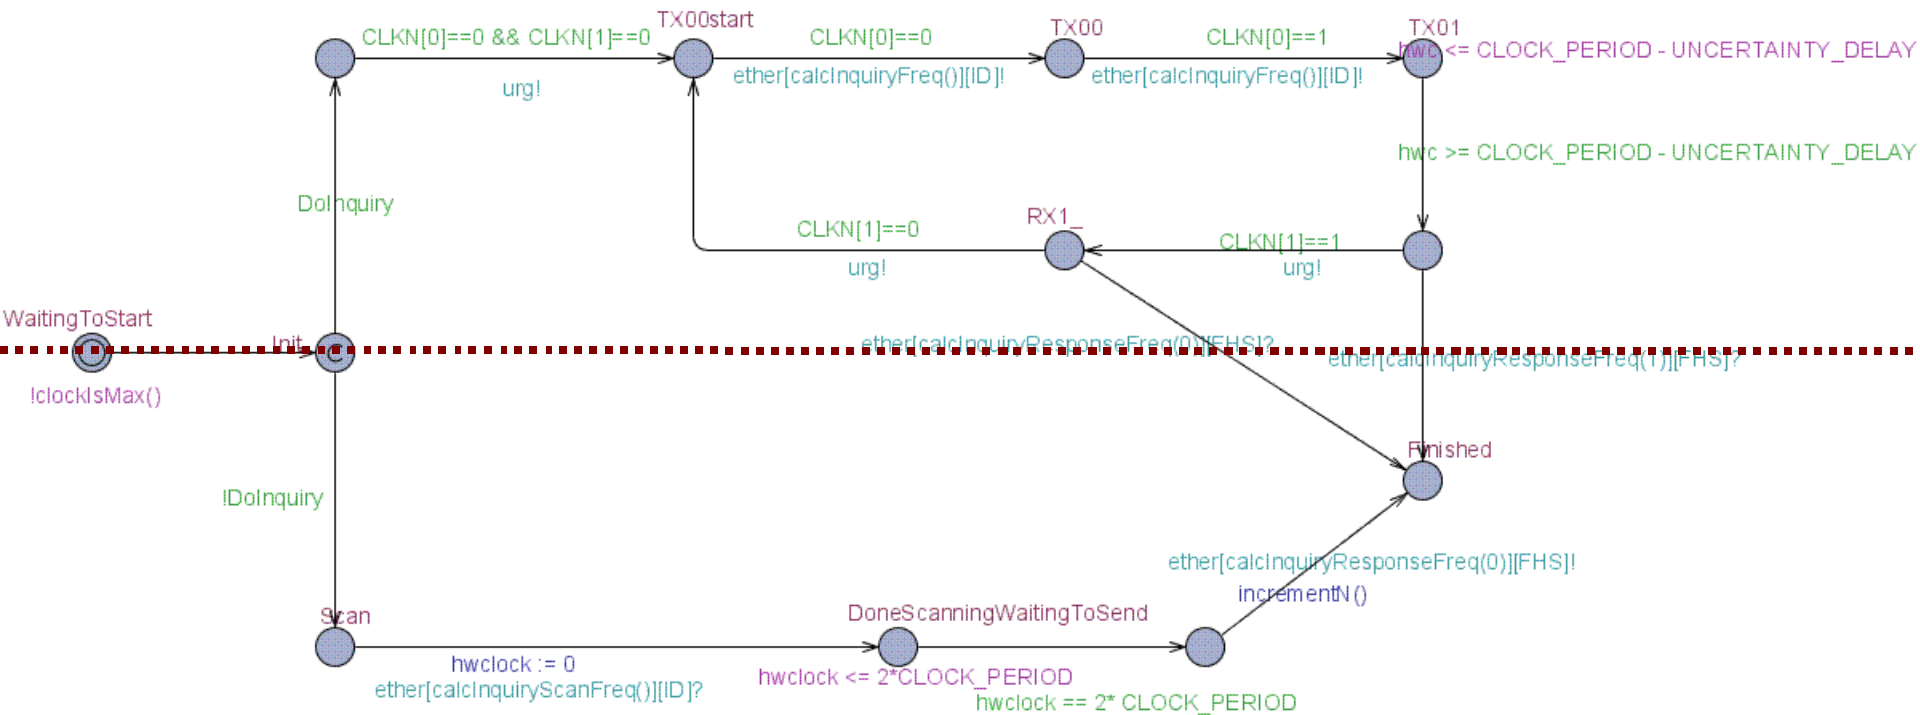 TX00start
TX00
TX01
CLKN[0]==0 && CLKN[1]==0
CLKN[0]==0
CLKN[0]==1
hwc <= CLOCK_PERIOD - UNCERTAINTY_DELAY
urg!
ether[calcInquiryFreq()][ID]!
ether[calcInquiryFreq()][ID]!
hwc >= CLOCK_PERIOD - UNCERTAINTY_DELAY
DoInquiry
RX1_
CLKN[1]==0
CLKN[1]==1
urg!
urg!
WaitingToStart
Init
C
ether[calcInquiryResponseFreq(0)][FHS]?
ether[calcInquiryResponseFreq(1)][FHS]?
!clockIsMax()
Finished
!DoInquiry
ether[calcInquiryResponseFreq(0)][FHS]!
incrementN()
Scan
DoneScanningWaitingToSend
hwclock := 0
ether[calcInquiryScanFreq()][ID]?
hwclock <= 2*CLOCK_PERIOD
hwclock == 2* CLOCK_PERIOD